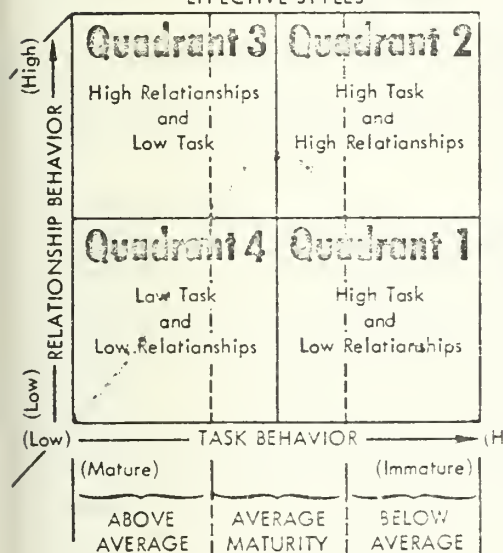 EFFECTIVE STYLES
(High)
RELATIONSHIP BEHAVIOR
(Low)
Quadrant 3
High Relationships
and
Low Task
Quadrant 2
High Task
and
High Relationships
Quadrant 4
Low Task
and
Low Relationships
Quadrant 1
High Task
and
Low Relationships
(Low) TASK BEHAVIOR (H
(Mature) (Immature)
ABOVE
AVERAGE
AVERAGE
MATURITY
BELOW
AVERAGE